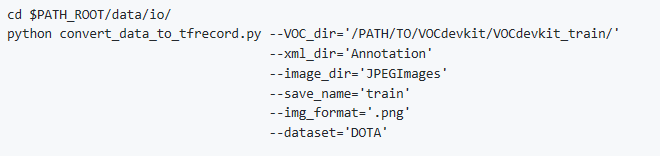 cd $PATH_ROOT/data/io/
python convert_data_to_tfrecord.py --VOC_dir='/PATH/TO/VOCdevkit/VOCdevkit_train/'
--xml_dir='Annotation'
--image_dir='JPEGImages'
--save_name='train'
--img_format='.png'
--dataset='DOTA'